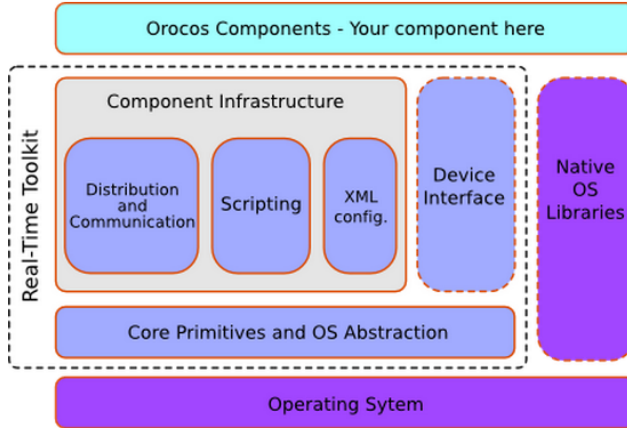 Orocos Components - Your component here
Real-Time Toolkit
Component Infrastructure
Distribution
and
Communication
Scripting
XML
config.
Device
Interface
Native
OS
Libraries
Core Primitives and OS Abstraction
Operating Sytem